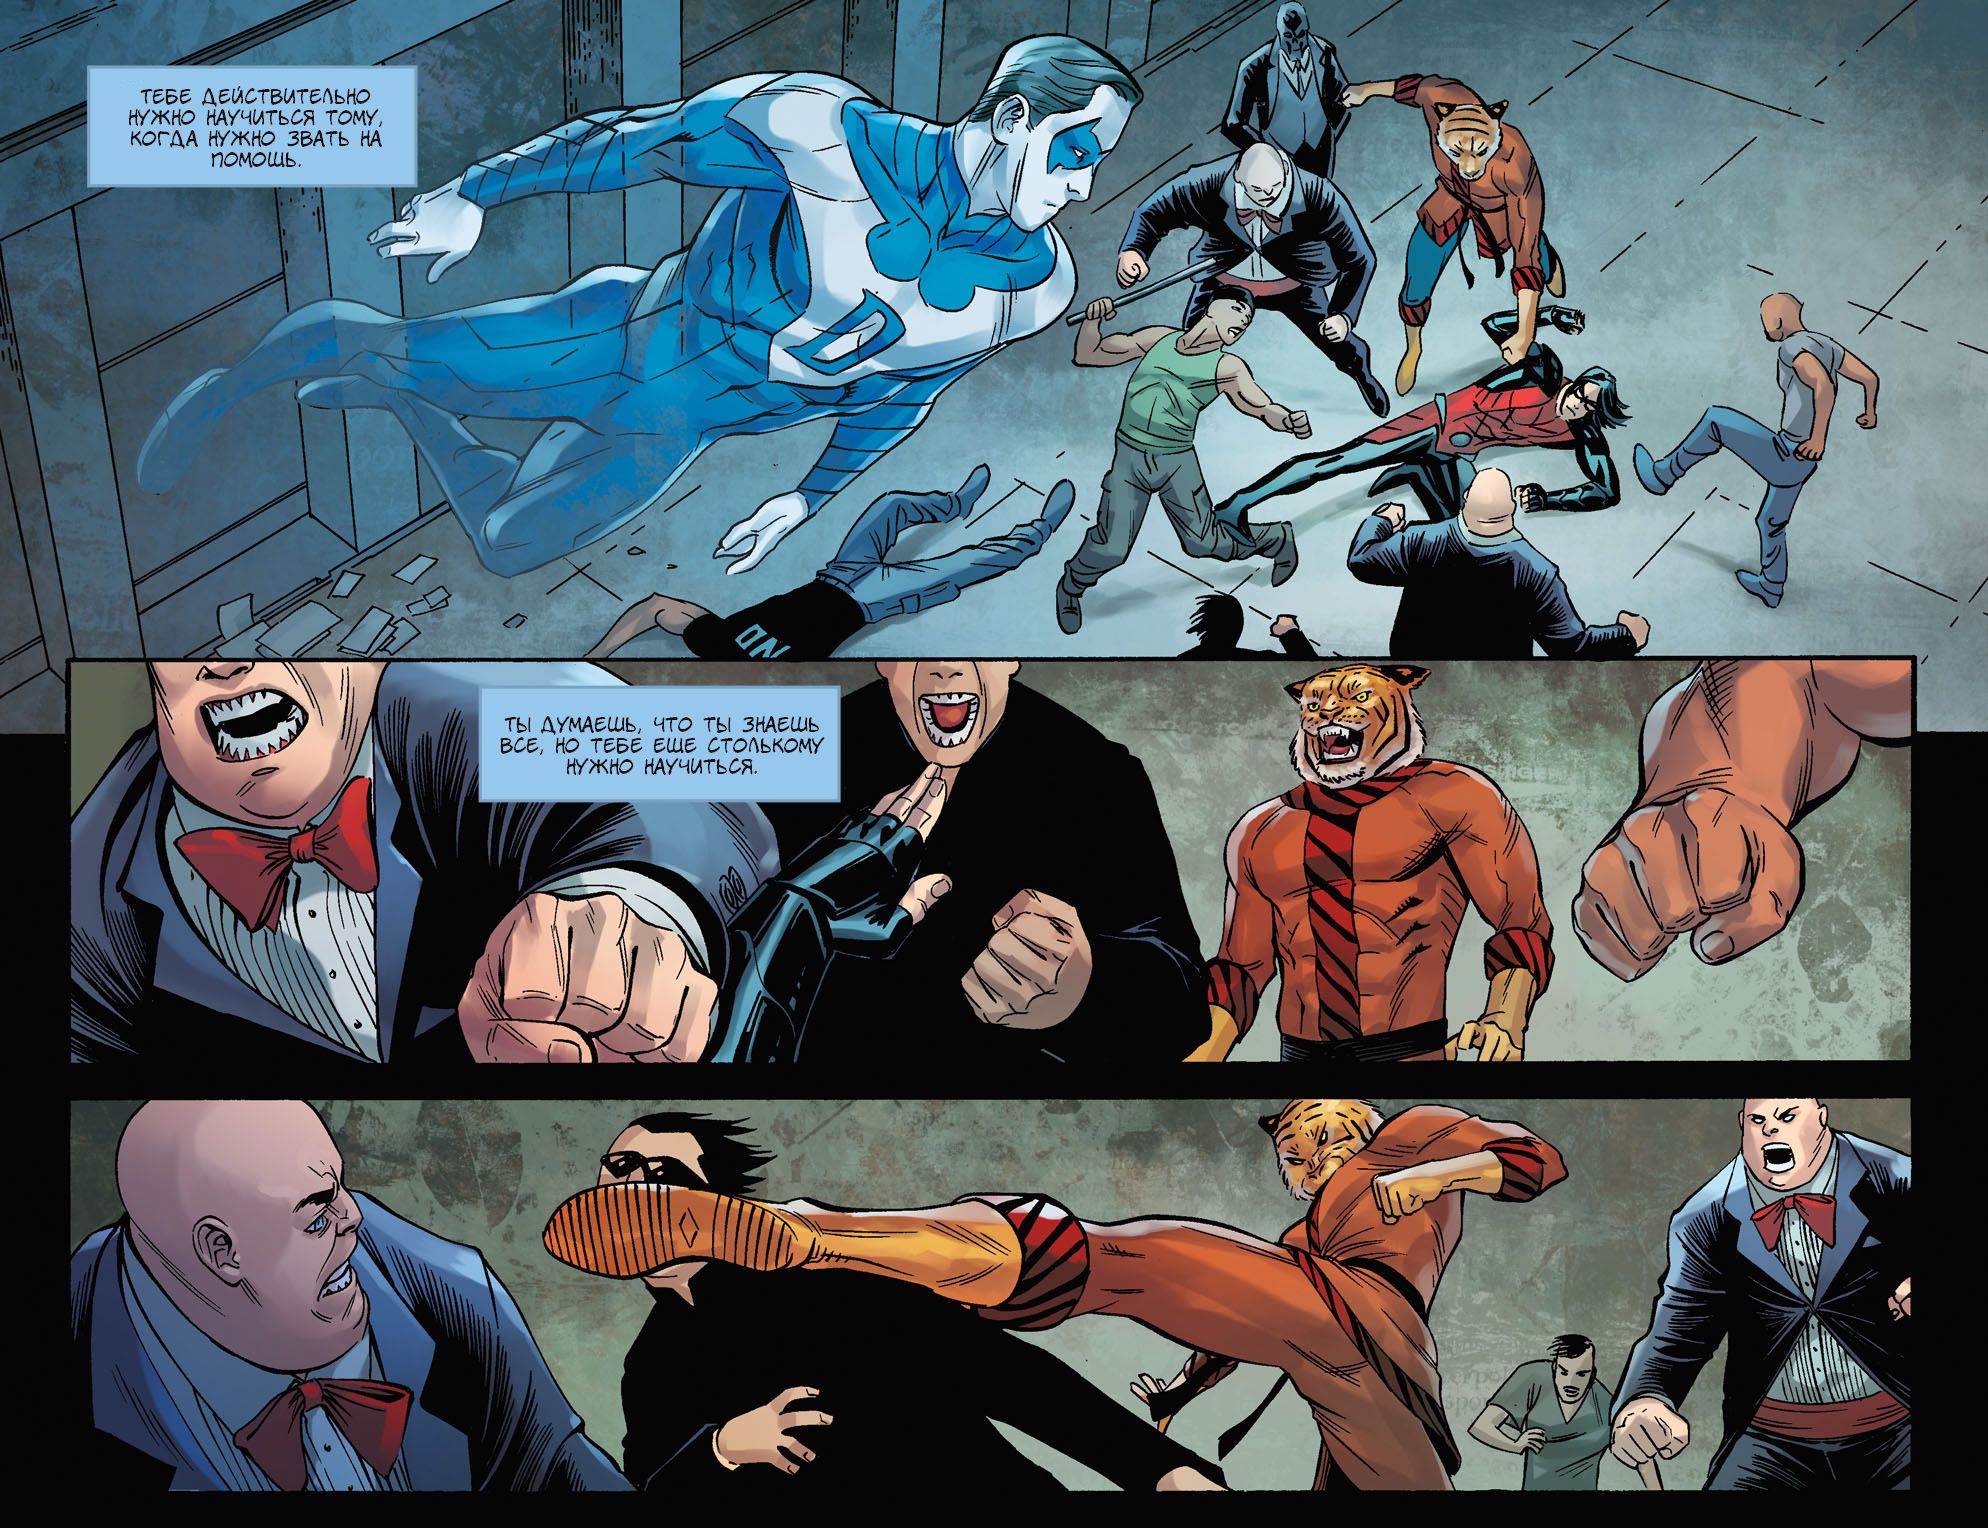 ТЕБЕ ДЕЙСТВИТЕЛЬНО
НУЖНО НАУЧИТЬСЯ ТОМУ,
КОГДА НУЖНО ЗВАТЬ НА
ПОМОЩЬ.
D
ND
ТЫ ДУМАЕШЬ, ЧТО ТЫ ЗНАЕШЬ
ВСЕ, НО ТЕБЕ ЕЩЕ СТОЛЬКОМУ
НУЖНО НАУЧИТЬСЯ.